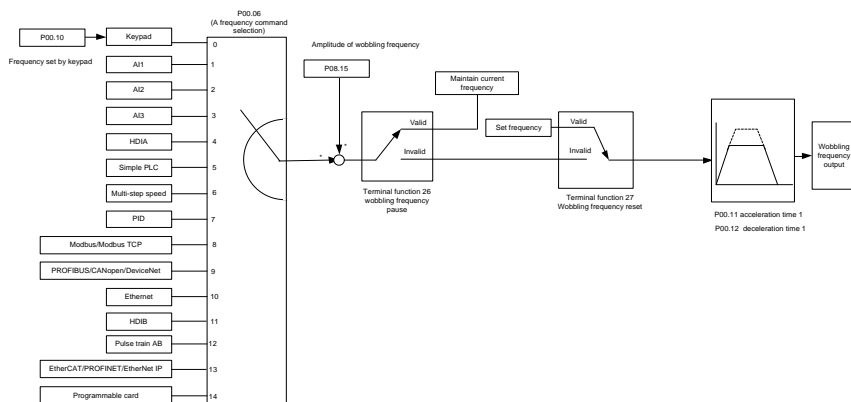 P00.06
(A frequency command
selection)
P00.10
Keypad
0
Frequency set by keypad
AI1
1
AI2
2
AI3
3
HDIA
4
Simple PLC
5
Multi-step speed
6
PID
7
Modbus/Modbus TCP
8
PROFIBUS/CANopen/DeviceNet
9
Ethernet
10
HDIB
11
Pulse train AB
12
EtherCAT/PROFINET/EtherNet IP
13
Programmable card
14
Amplitude of wobbling frequency
P08.15
+
+
Maintain current
frequency
Valid
Invalid
Terminal function 26
wobbling frequency
pause
Set frequency
Valid
Invalid
Terminal function 27
Wobbling frequency reset
P00.11 acceleration time 1
P00.12 deceleration time 1
Wobbling
frequency
output